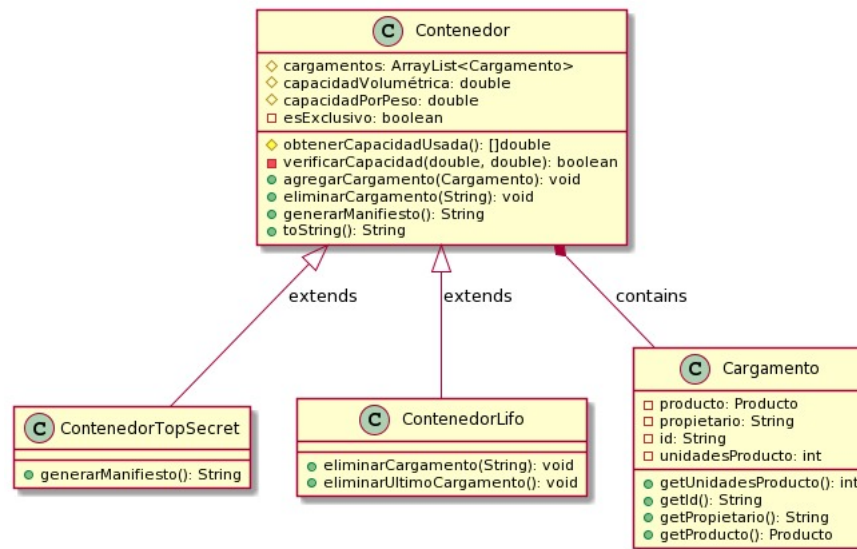 C Contenedor
cargamentos: ArrayList<Cargamento>
capacidadVolumétrica: double
capacidadPorPeso: double
esExclusivo: boolean
obtenerCapacidadUsada(): []double
verificarCapacidad(double, double): boolean
agregarCargamento(Cargamento): void
eliminarCargamento(String): void
generarManifiesto(): String
toString(): String
extends
extends
contains
C ContenedorTopSecret
generarManifiesto(): String
C ContenedorLifo
eliminarCargamento(String): void
eliminarUltimoCargamento(): void
C Cargamento
producto: Producto
propietario: String
id: String
unidadesProducto: int
getUnidadesProducto(): int
getId(): String
getPropietario(): String
getProducto(): Producto